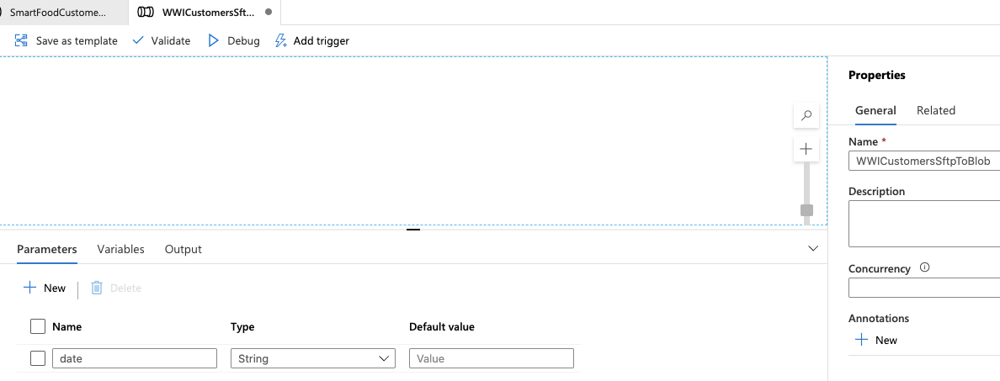 SmartFoodCustome...
WWICustomersSft...
Save as template Validate Debug Add trigger
Properties
General Related
Name *
WWICustomersSftpToBlob
Description
Concurrency
Annotations
New
Parameters Variables Output
New Delete
Name Type Default value
date String Value